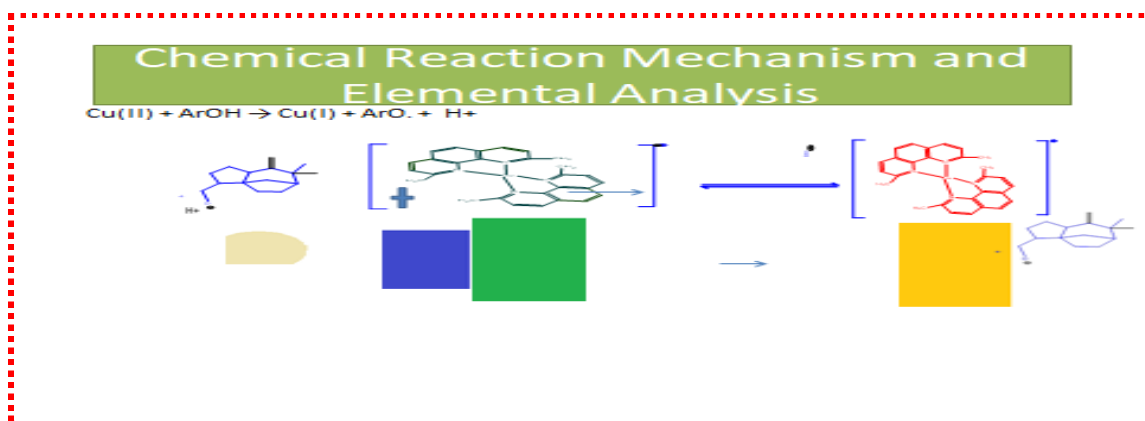 Chemical Reaction Mechanism and
Elemental Analysis
Cu(II) + ArOH → Cu(I) + ArO. + H+
+
H+